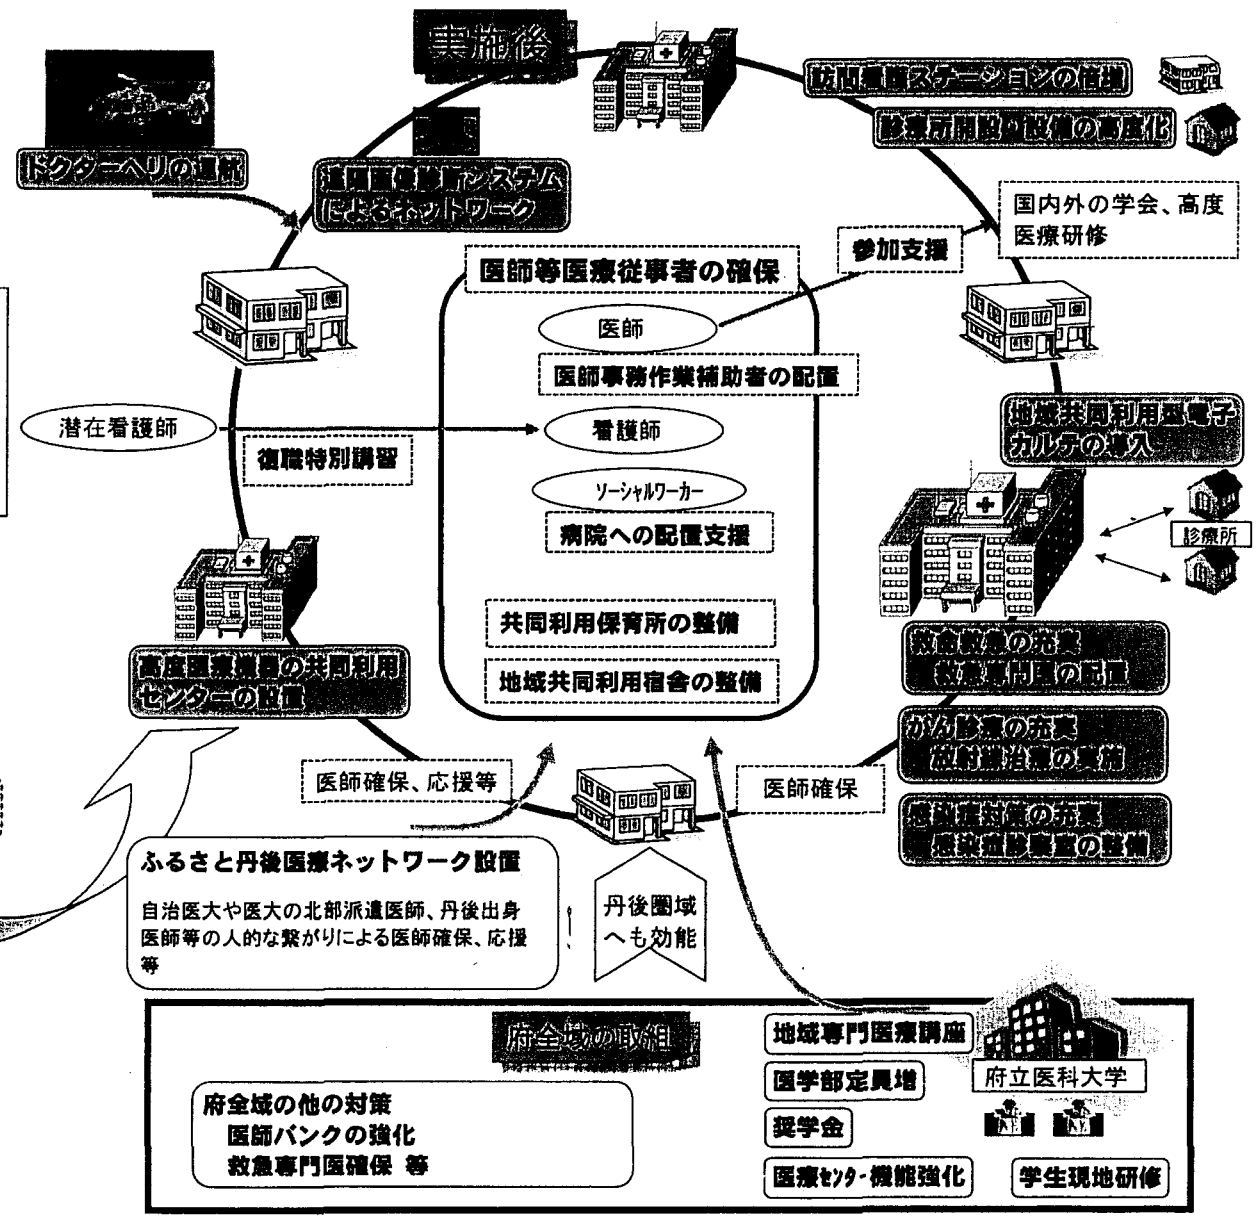 実施後
訪問看護ステーションの倍増
診療所開設型設備の高度化
ドクターヘリの運航
遠隔画像診断システム
によるネットワーク
国内外の学会、高度
医療研修
参加支援
医師等医療従事者の確保
医師
医師事務作業補助者の配置
潜在看護師
看護師
復職特別講習
ソーシャルワーカー
病院への配置支援
地域共同利用型電子
カルテの導入
診療所
共同利用保育所の整備
地域共同利用宿舎の整備
高度医療機器の共同利用
センターの設置
救命救急の充実
救急専門医の配置
がん診療の充実
放射線治療の実施
感染症対策の充実
感染症診察室の整備
医師確保、応援等
医師確保
ふるさと丹後医療ネットワーク設置
自治医大や医大の北部派遣医師、丹後出身
医師等の人的な繋がりによる医師確保、応援
等
丹後圏域
へも効能
府全域の取組
府全域の他の対策
医師バンクの強化
救急専門医確保 等
地域専門医療講座
医学部定員増
奨学金
医療センター機能強化
府立医科大学
学生現地研修